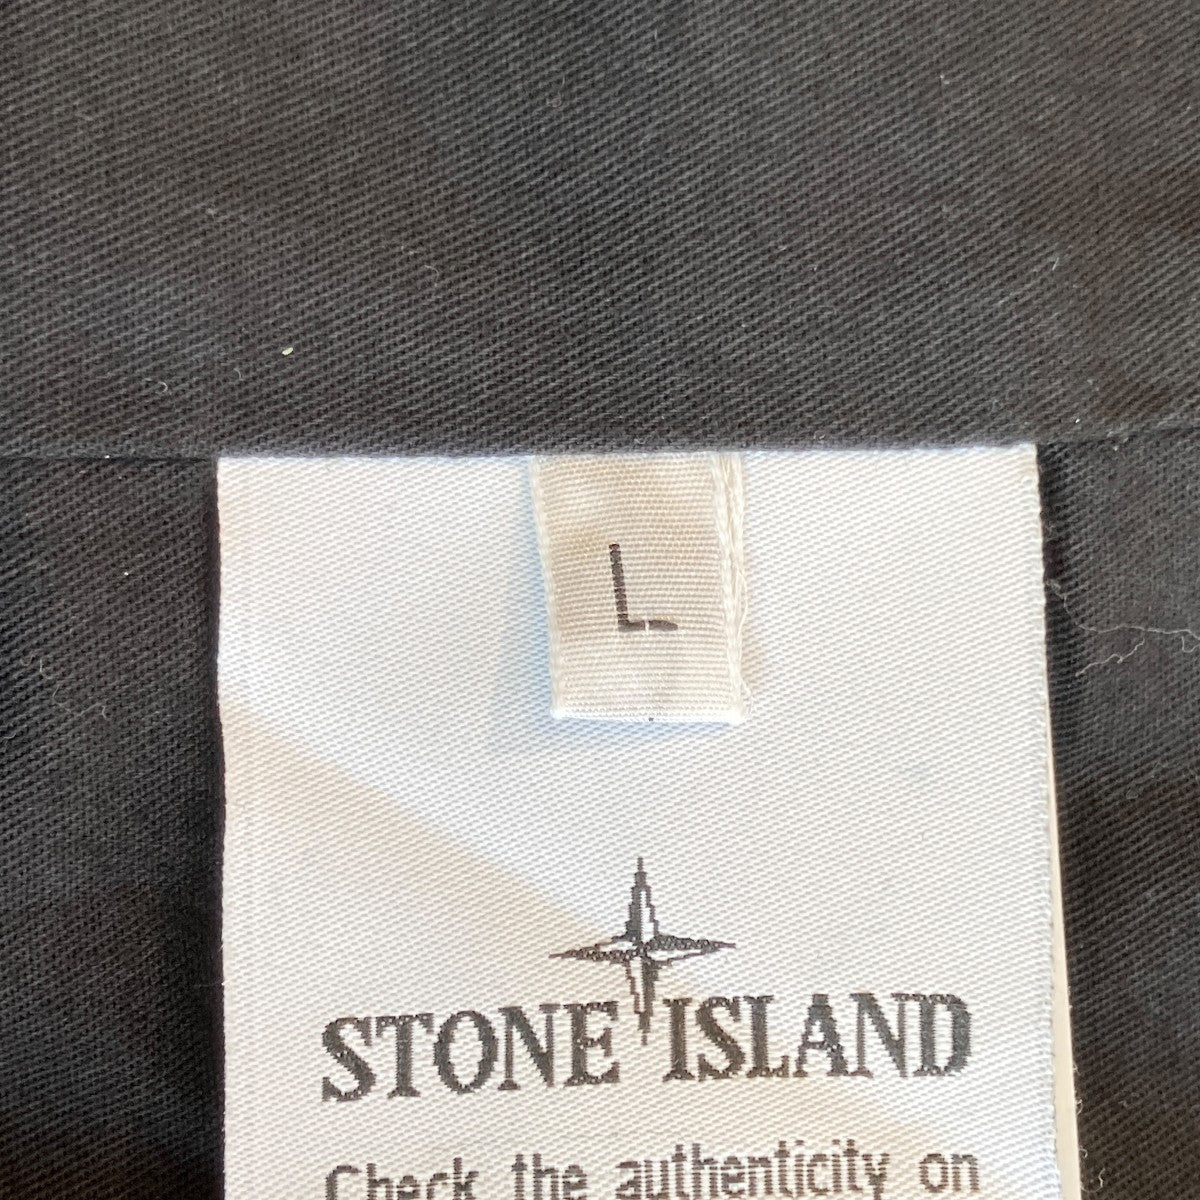 L
STONE ISLAND
Check the authenticity on